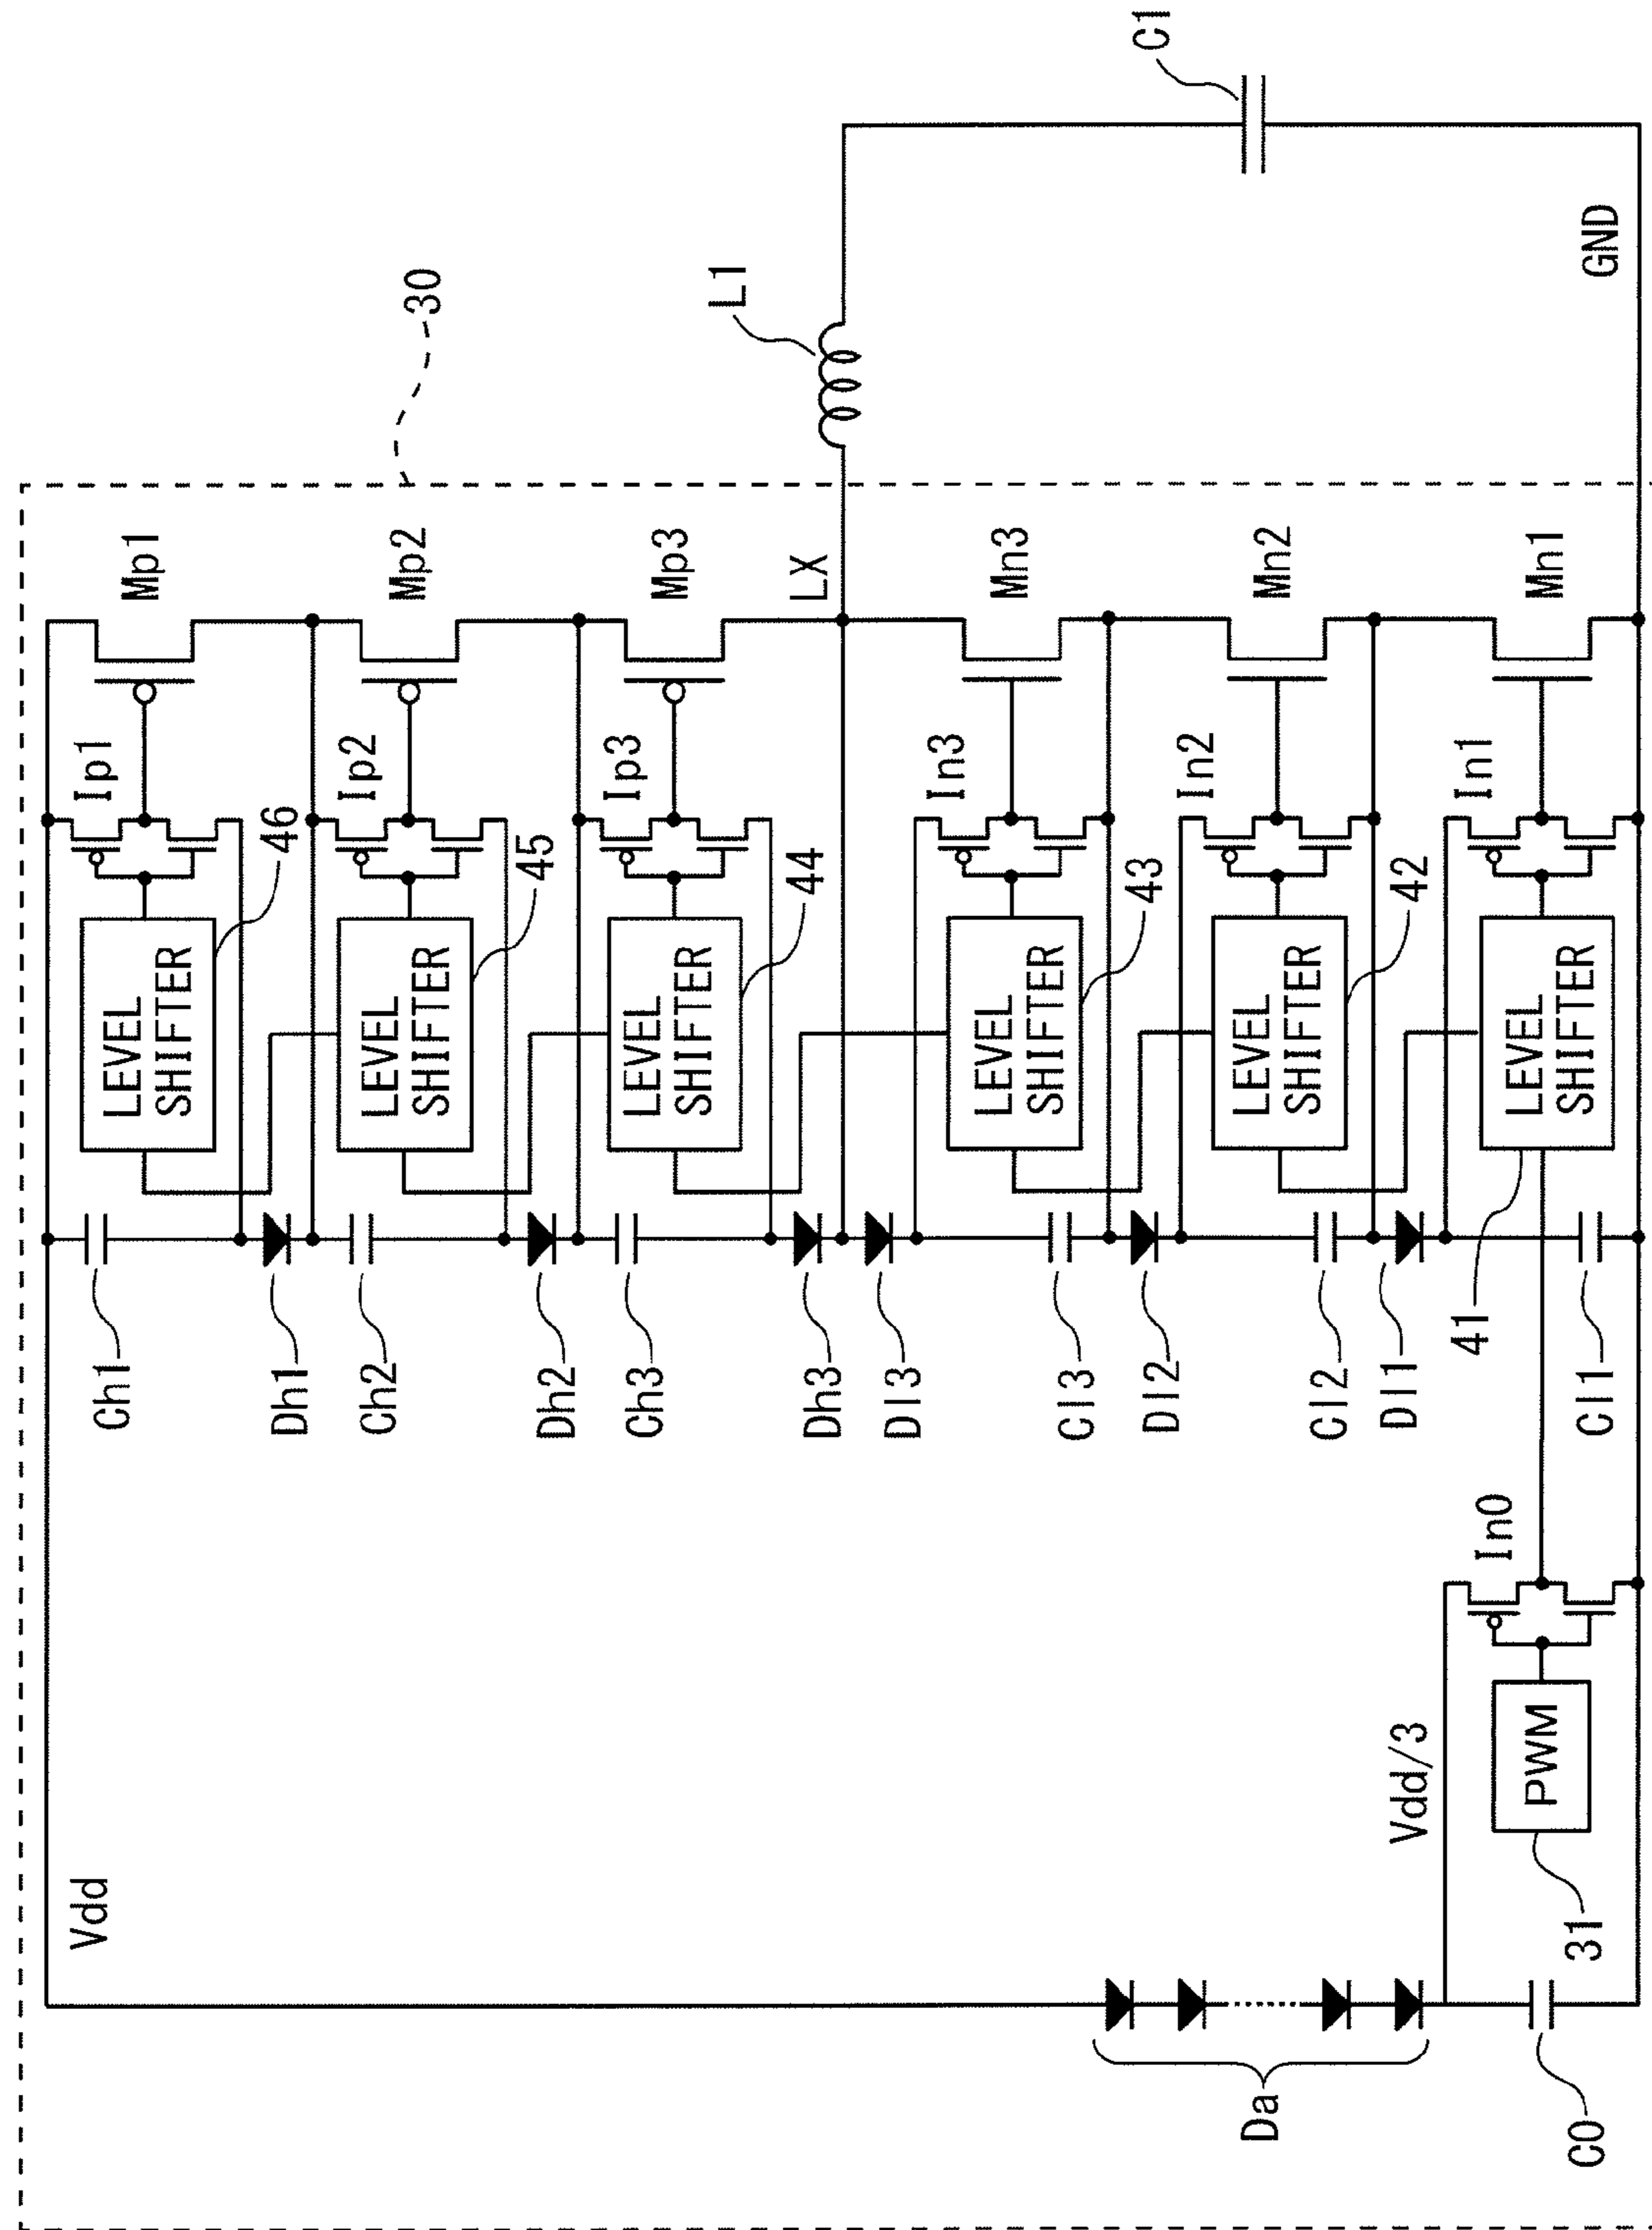 30
Vdd
Ch1
Dh1
Ch2
Dh2
Ch3
Dh3
Dl3
Cl3
Dl2
Cl2
Dl1
Cl1
LEVEL
SHIFTER
46
LEVEL
SHIFTER
45
LEVEL
SHIFTER
44
LEVEL
SHIFTER
43
LEVEL
SHIFTER
42
LEVEL
SHIFTER
41
Ip1
Ip2
Ip3
In3
In2
In1
Mp1
Mp2
Mp3
LX
Mn3
Mn2
Mn1
L1
C1
GND
Da
C0
Vdd/3
PWM
31
In0